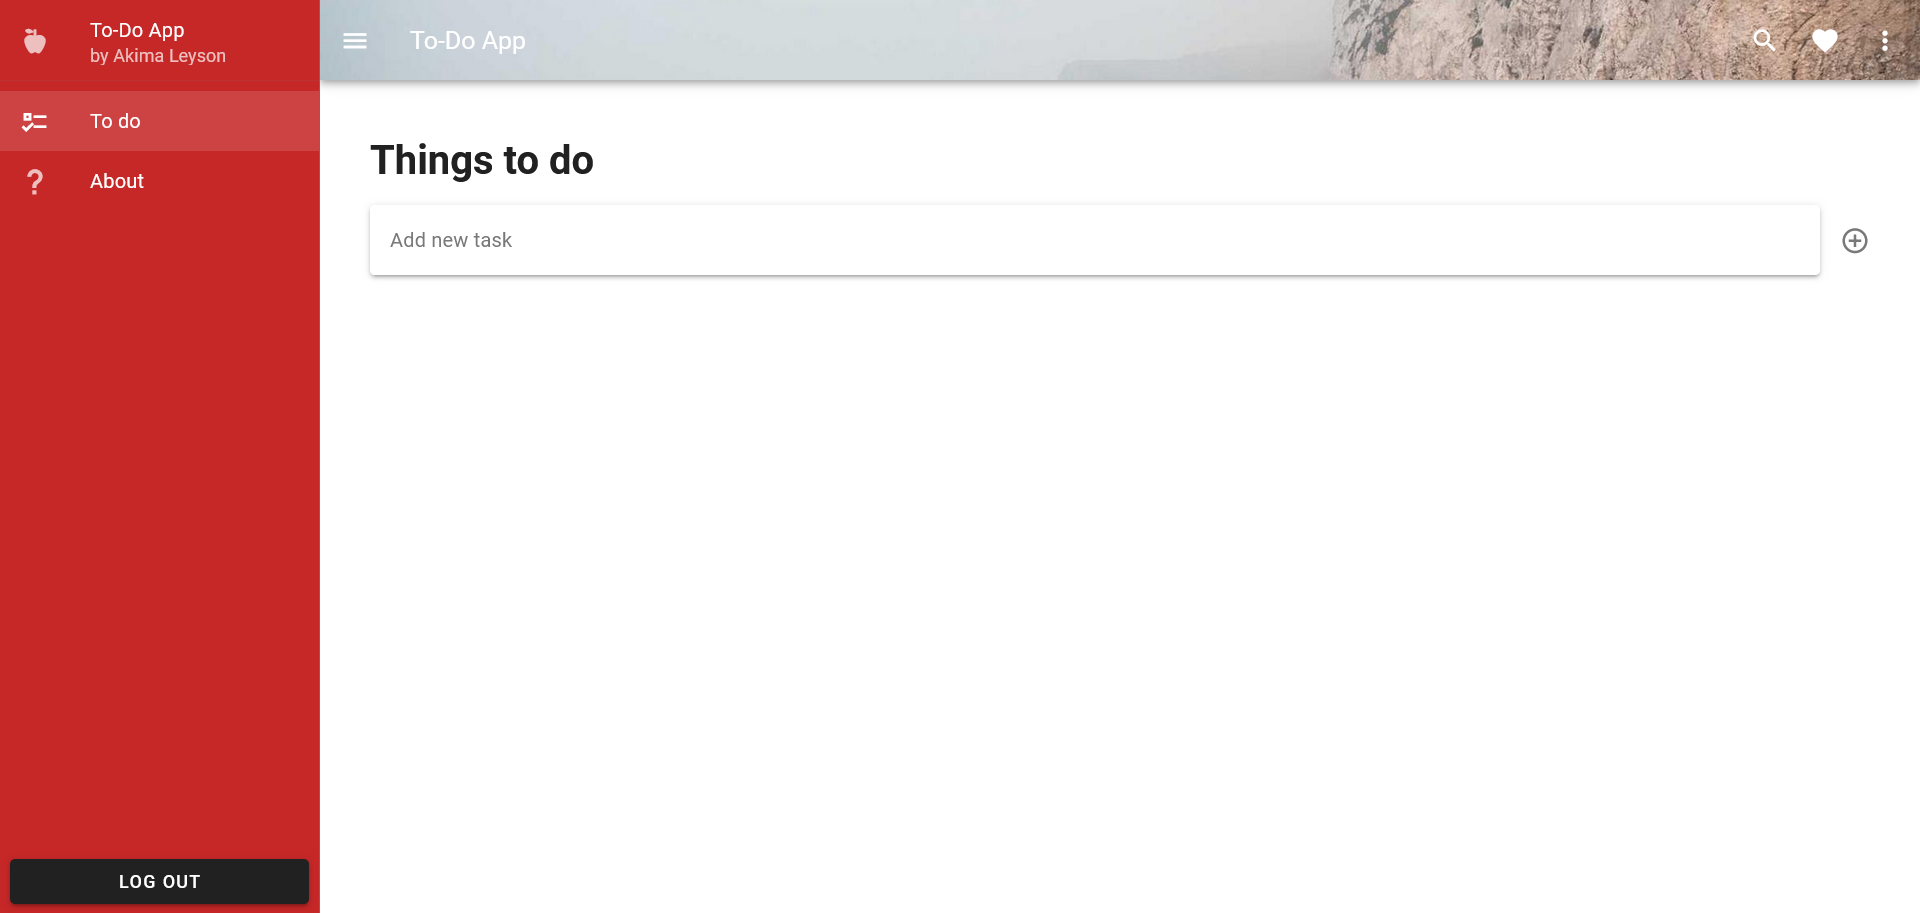 To-Do App
by Akima Leyson
To do
About
LOG OUT
To-Do App
Things to do
Add new task